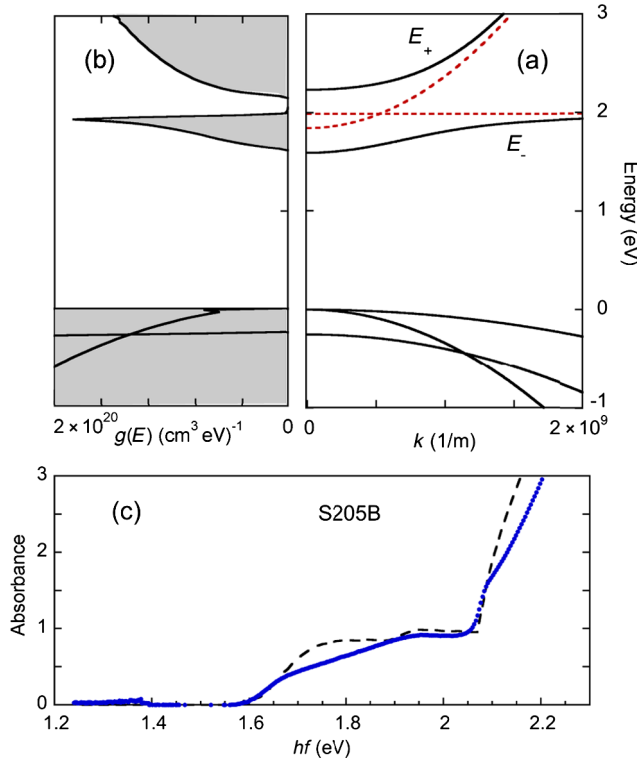 3
(b)
E+
(a)
2
E-
1
Energy (eV)
0
-1
2 × 10^20
g(E) (cm^3 eV)^-1
0
0
k (1/m)
2 × 10^9
3
(c)
S205B
2
Absorbance
1
0
1.2
1.4
1.6
1.8
2
2.2
hf (eV)